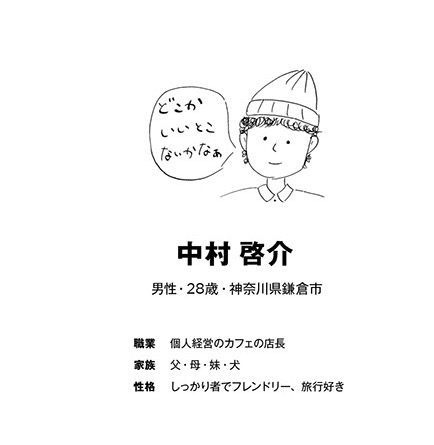 どこか
いいとこ
ないかなぁ
中村 啓介
男性・28歳・神奈川県鎌倉市
職業 個人経営のカフェの店長
家族 父・母・妹・犬
性格 しっかり者でフレンドリー、旅行好き